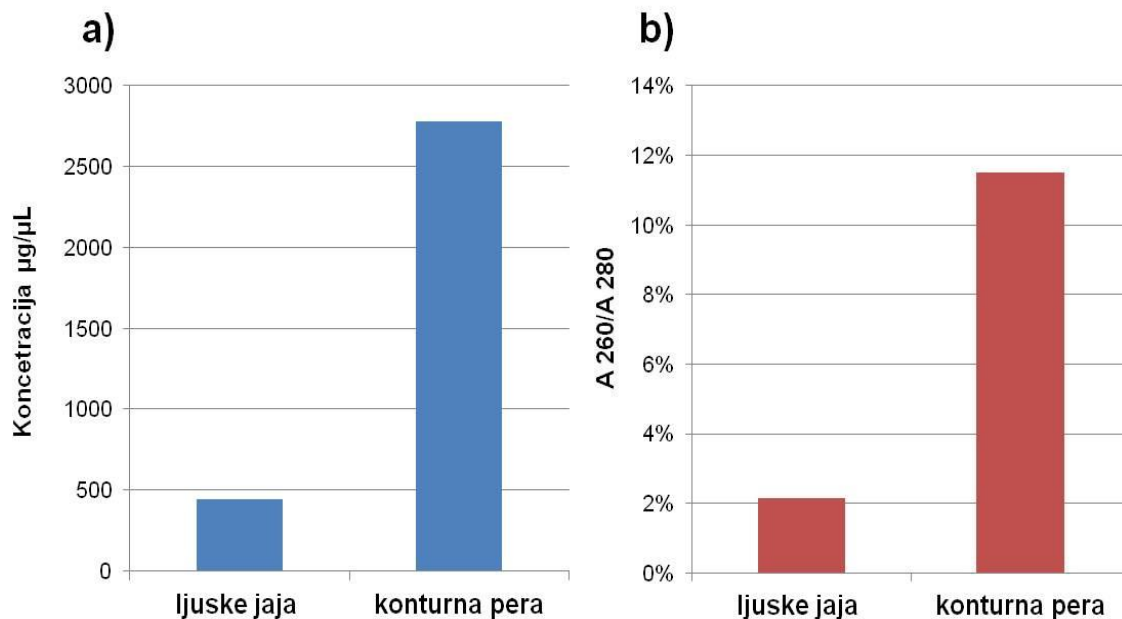 a)
Koncetracija µg/µL
3000
2500
2000
1500
1000
500
0
ljuske jaja
konturna pera
b)
A 260/A 280
14%
12%
10%
8%
6%
4%
2%
0%
ljuske jaja
konturna pera